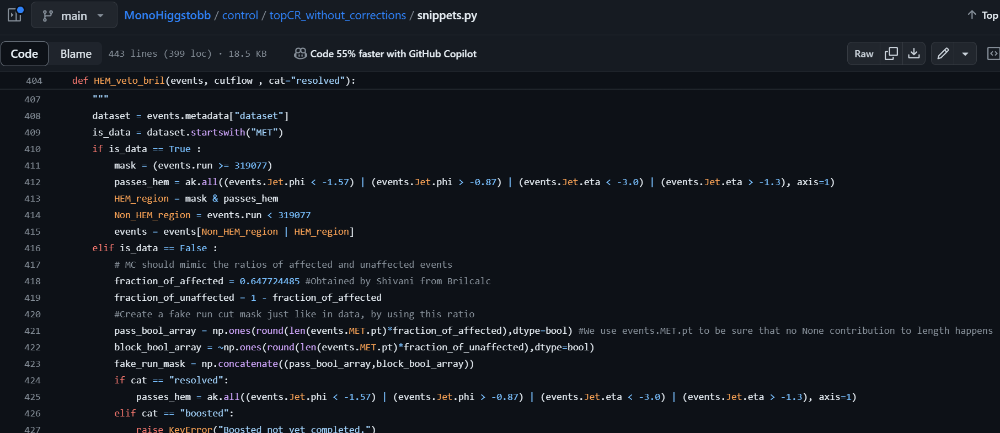 main
MonoHiggstobb / control / topCR_without_corrections / snippets.py
Top
Code Blame 443 lines (399 loc) · 18.5 KB Code 55% faster with GitHub Copilot Raw
404 def HEM_veto_bril(events, cutflow , cat="resolved"):
407 """
408 dataset = events.metadata["dataset"]
409 is_data = dataset.startswith("MET")
410 if is_data == True :
411 mask = (events.run >= 319077)
412 passes_hem = ak.all((events.Jet.phi < -1.57) | (events.Jet.phi > -0.87) | (events.Jet.eta < -3.0) | (events.Jet.eta > -1.3), axis=1)
413 HEM_region = mask & passes_hem
414 Non_HEM_region = events.run < 319077
415 events = events[Non_HEM_region | HEM_region]
416 elif is_data == False :
417 # MC should mimic the ratios of affected and unaffected events
418 fraction_of_affected = 0.647724485 #Obtained by Shivani from Brilcalc
419 fraction_of_unaffected = 1 - fraction_of_affected
420 #Create a fake run cut mask just like in data, by using this ratio
421 pass_bool_array = np.ones(round(len(events.MET.pt)*fraction_of_affected),dtype=bool) #We use events.MET.pt to be sure that no None contribution to length happens
422 block_bool_array = ~np.ones(round(len(events.MET.pt)*fraction_of_unaffected),dtype=bool)
423 fake_run_mask = np.concatenate((pass_bool_array,block_bool_array))
424 if cat == "resolved":
425 passes_hem = ak.all((events.Jet.phi < -1.57) | (events.Jet.phi > -0.87) | (events.Jet.eta < -3.0) | (events.Jet.eta > -1.3), axis=1)
426 elif cat == "boosted":
427 raise KeyError("Boosted not yet completed.")